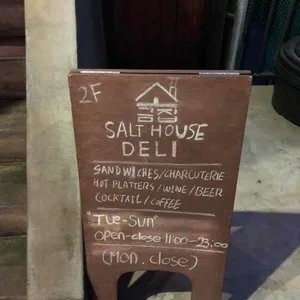 2F
SALT HOUSE
DELI
SANDWICHES/CHARCUTERIE
HOT PLATTERS/WINE/BEER
COCKTAIL/COFFEE
"TUE-SUN"
OPEN-close 11:00-23:00
(Mon. close)